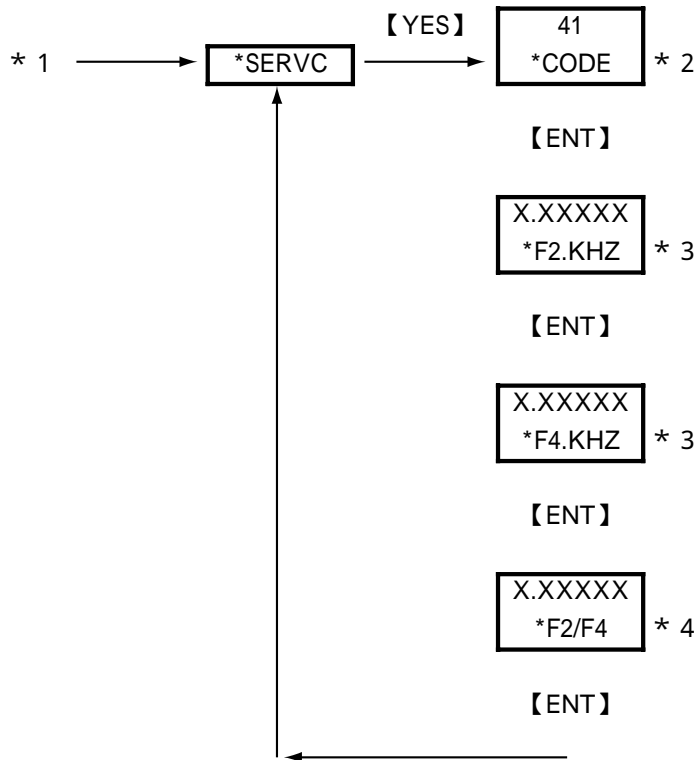 【YES】
41
* 1 *SERVC *CODE * 2
【ENT】
X.XXXXX
*F2.KHZ * 3
【ENT】
X.XXXXX
*F4.KHZ * 3
【ENT】
X.XXXXX
*F2/F4 * 4
【ENT】